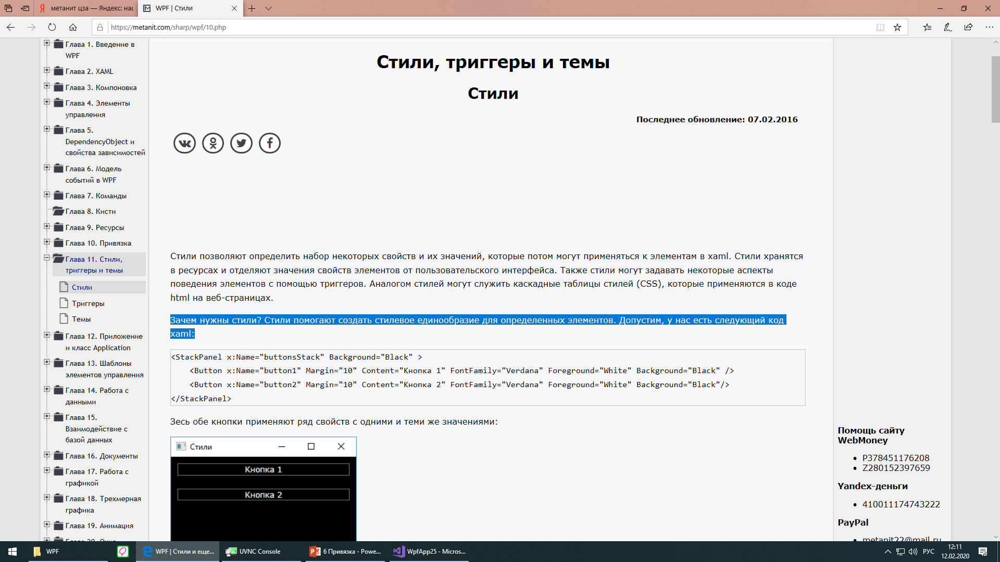 метанит цза — Яндекс: наш
WPF | Стили
https://metanit.com/sharp/wpf/10.php
Глава 1. Введение в
WPF
Глава 2. XAML
Глава 3. Компоновка
Глава 4. Элементы
управления
Глава 5.
DependencyObject и
свойства зависимостей
Глава 6. Модель
событий в WPF
Глава 7. Команды
Глава 8. Кисти
Глава 9. Ресурсы
Глава 10. Привязка
Глава 11. Стили,
триггеры и темы
Стили
Триггеры
Темы
Глава 12. Приложение
и класс Application
Глава 13. Шаблоны
элементов управления
Глава 14. Работа с
данными
Глава 15.
Взаимодействие с
базой данных
Глава 16. Документы
Глава 17. Работа с
графикой
Глава 18. Трехмерная
графика
Глава 19. Анимация
Стили, триггеры и темы
Стили
Последнее обновление: 07.02.2016
Стили позволяют определить набор некоторых свойств и их значений, которые потом могут применяться к элементам в xaml. Стили хранятся
в ресурсах и отделяют значения свойств элементов от пользовательского интерфейса. Также стили могут задавать некоторые аспекты
поведения элементов с помощью триггеров. Аналогом стилей могут служить каскадные таблицы стилей (CSS), которые применяются в коде
html на веб-страницах.
Зачем нужны стили? Стили помогают создать стилевое единообразие для определенных элементов. Допустим, у нас есть следующий код
xaml:
<StackPanel x:Name="buttonsStack" Background="Black" >
<Button x:Name="button1" Margin="10" Content="Кнопка 1" FontFamily="Verdana" Foreground="White" Background="Black" />
<Button x:Name="button2" Margin="10" Content="Кнопка 2" FontFamily="Verdana" Foreground="White" Background="Black"/>
</StackPanel>
Зесь обе кнопки применяют ряд свойств с одними и теми же значениями:
Стили
Кнопка 1
Кнопка 2
Помощь сайту
WebMoney
P378451176208
Z280152397659
Yandex-деньги
410011174743222
PayPal
metanit22@mail.ru
WPF
WPF | Стили и еще...
UVNC Console
6 Привязка - Powe...
WpfApp25 - Micros...
РУС
12:11
12.02.2020